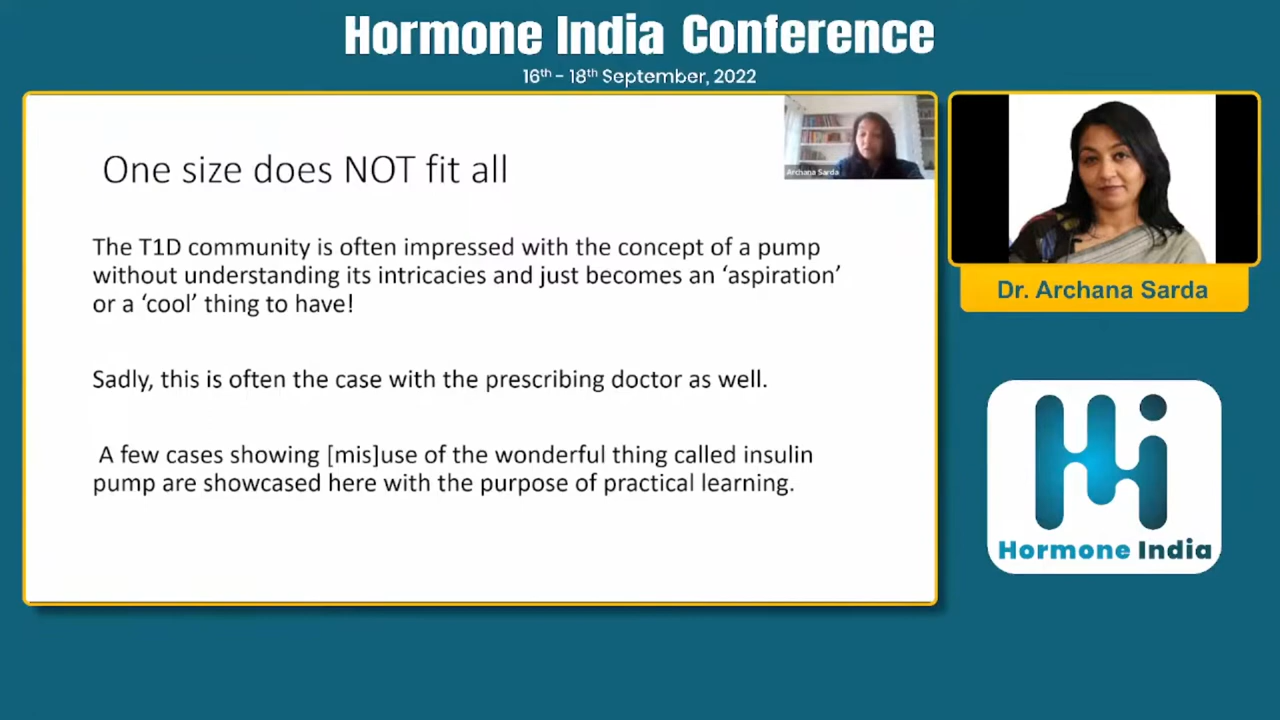 Hormone India Conference
16th - 18th September, 2022
One size does NOT fit all
Archana Sarda
The T1D community is often impressed with the concept of a pump
without understanding its intricacies and just becomes an ‘aspiration’
or a ‘cool’ thing to have!
Sadly, this is often the case with the prescribing doctor as well.
A few cases showing [mis]use of the wonderful thing called insulin
pump are showcased here with the purpose of practical learning.
Dr. Archana Sarda
Hi
Hormone India